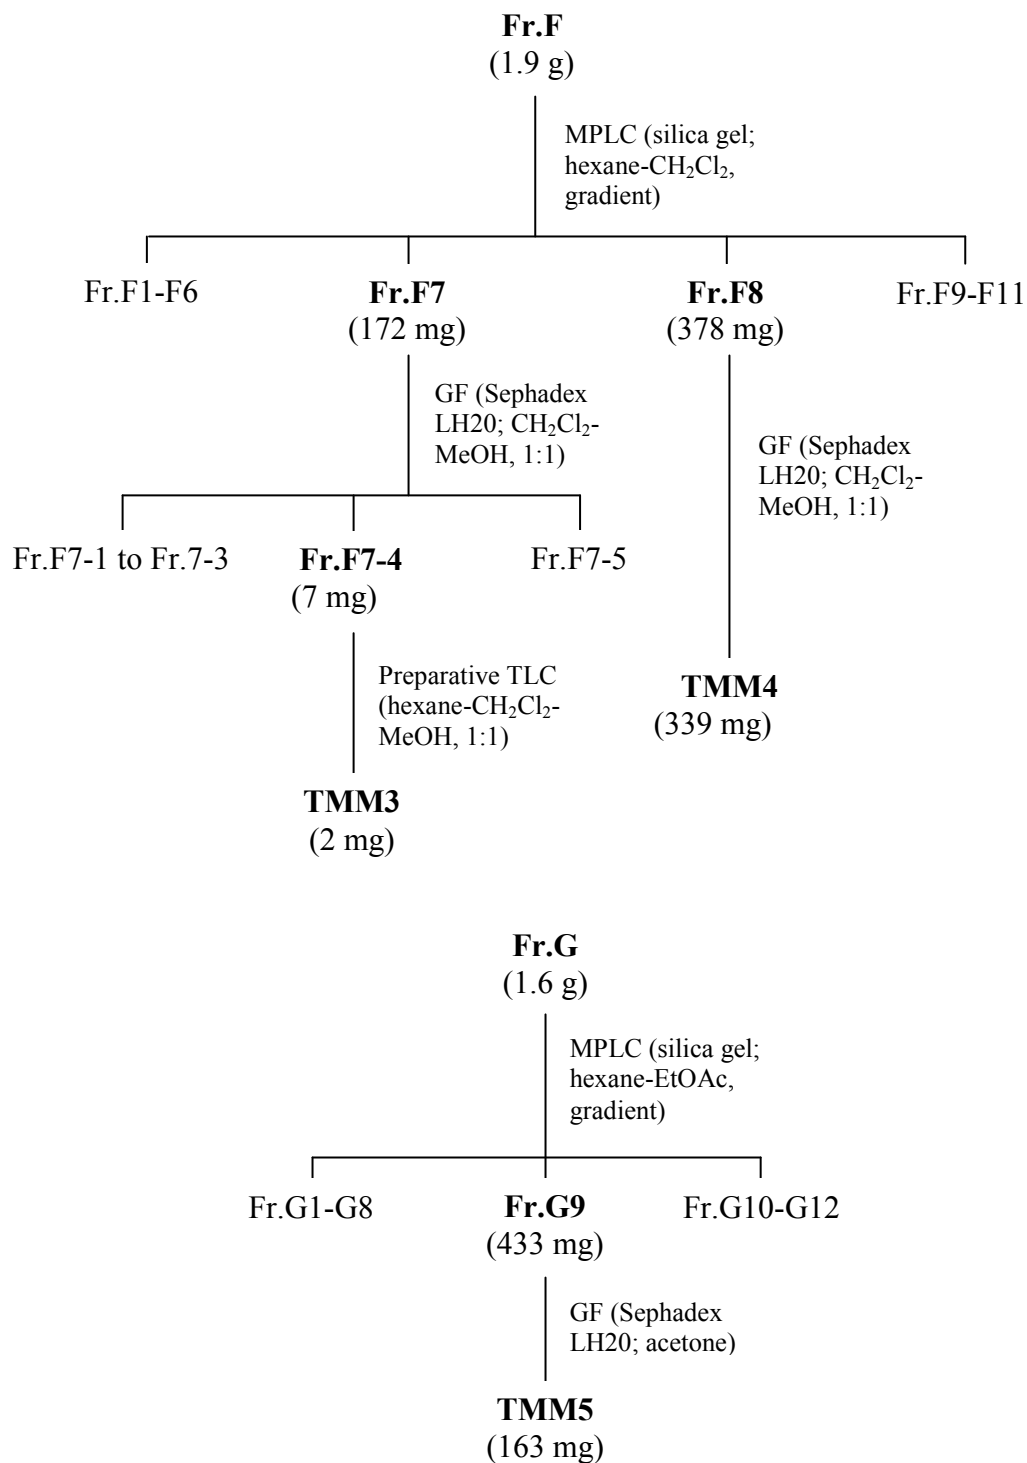 Fr.F
(1.9 g)
MPLC (silica gel;
hexane-CH₂Cl₂,
gradient)
Fr.F1-F6
Fr.F7
(172 mg)
Fr.F8
(378 mg)
Fr.F9-F11
GF (Sephadex
LH20; CH₂Cl₂-
MeOH, 1:1)
GF (Sephadex
LH20; CH₂Cl₂-
MeOH, 1:1)
Fr.F7-1 to Fr.7-3
Fr.F7-4
(7 mg)
Fr.F7-5
Preparative TLC
(hexane-CH₂Cl₂-
MeOH, 1:1)
TMM4
(339 mg)
TMM3
(2 mg)
Fr.G
(1.6 g)
MPLC (silica gel;
hexane-EtOAc,
gradient)
Fr.G1-G8
Fr.G9
(433 mg)
Fr.G10-G12
GF (Sephadex
LH20; acetone)
TMM5
(163 mg)